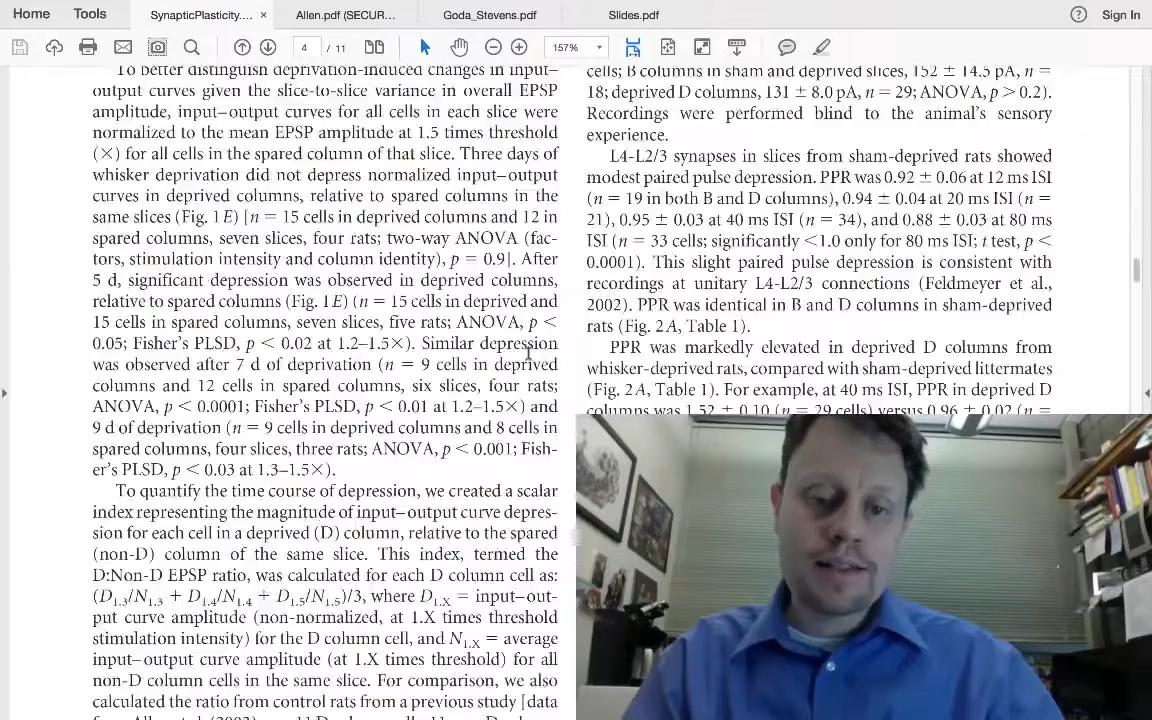 Home Tools SynapticPlasticity.... × Allen.pdf (SECUR... Goda_Stevens.pdf Slides.pdf ? Sign In
4 / 11 157%
To better distinguish deprivation-induced changes in input–
output curves given the slice-to-slice variance in overall EPSP
amplitude, input–output curves for all cells in each slice were
normalized to the mean EPSP amplitude at 1.5 times threshold
(×) for all cells in the spared column of that slice. Three days of
whisker deprivation did not depress normalized input–output
curves in deprived columns, relative to spared columns in the
same slices (Fig. 1E) [n = 15 cells in deprived columns and 12 in
spared columns, seven slices, four rats; two-way ANOVA (fac-
tors, stimulation intensity and column identity), p = 0.9]. After
5 d, significant depression was observed in deprived columns,
relative to spared columns (Fig. 1E) (n = 15 cells in deprived and
15 cells in spared columns, seven slices, five rats; ANOVA, p <
0.05; Fisher's PLSD, p < 0.02 at 1.2–1.5×). Similar depression
was observed after 7 d of deprivation (n = 9 cells in deprived
columns and 12 cells in spared columns, six slices, four rats;
ANOVA, p < 0.0001; Fisher's PLSD, p < 0.01 at 1.2–1.5×) and
9 d of deprivation (n = 9 cells in deprived columns and 8 cells in
spared columns, four slices, three rats; ANOVA, p < 0.001; Fish-
er's PLSD, p < 0.03 at 1.3–1.5×).
To quantify the time course of depression, we created a scalar
index representing the magnitude of input–output curve depres-
sion for each cell in a deprived (D) column, relative to the spared
(non-D) column of the same slice. This index, termed the
D:Non-D EPSP ratio, was calculated for each D column cell as:
(D1.3/N1.3 + D1.4/N1.4 + D1.5/N1.5)/3, where D1.X = input–out-
put curve amplitude (non-normalized, at 1.X times threshold
stimulation intensity) for the D column cell, and N1.X = average
input–output curve amplitude (at 1.X times threshold) for all
non-D column cells in the same slice. For comparison, we also
calculated the ratio from control rats from a previous study [data
cells; B columns in sham and deprived slices, 152 ± 14.5 pA, n =
18; deprived D columns, 131 ± 8.0 pA, n = 29; ANOVA, p > 0.2).
Recordings were performed blind to the animal's sensory
experience.
L4-L2/3 synapses in slices from sham-deprived rats showed
modest paired pulse depression. PPR was 0.92 ± 0.06 at 12 ms ISI
(n = 19 in both B and D columns), 0.94 ± 0.04 at 20 ms ISI (n =
21), 0.95 ± 0.03 at 40 ms ISI (n = 34), and 0.88 ± 0.03 at 80 ms
ISI (n = 33 cells; significantly <1.0 only for 80 ms ISI; t test, p <
0.0001). This slight paired pulse depression is consistent with
recordings at unitary L4-L2/3 connections (Feldmeyer et al.,
2002). PPR was identical in B and D columns in sham-deprived
rats (Fig. 2A, Table 1).
PPR was markedly elevated in deprived D columns from
whisker-deprived rats, compared with sham-deprived littermates
(Fig. 2A, Table 1). For example, at 40 ms ISI, PPR in deprived D
columns was 1.52 ± 0.10 (n = 29 cells) versus 0.96 ± 0.02 (n =